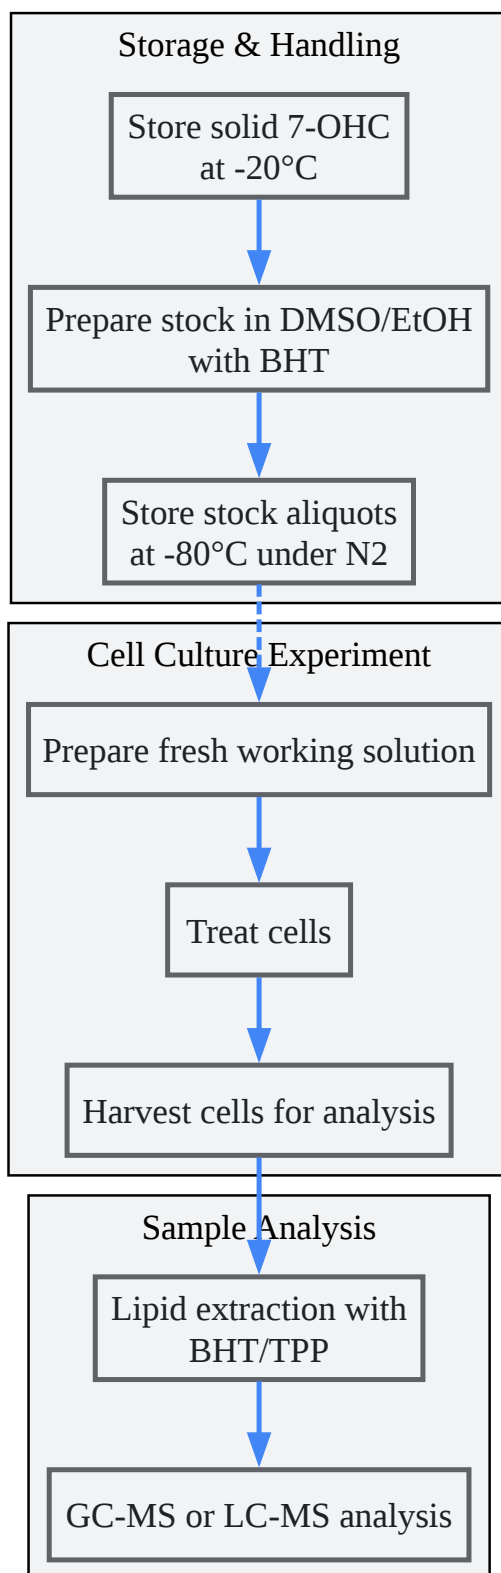 Storage & Handling
Store solid 7-OHC
at -20°C
Prepare stock in DMSO/EtOH
with BHT
Store stock aliquots
at -80°C under N2
Cell Culture Experiment
Prepare fresh working solution
Treat cells
Harvest cells for analysis
Sample Analysis
Lipid extraction with
BHT/TPP
GC-MS or LC-MS analysis